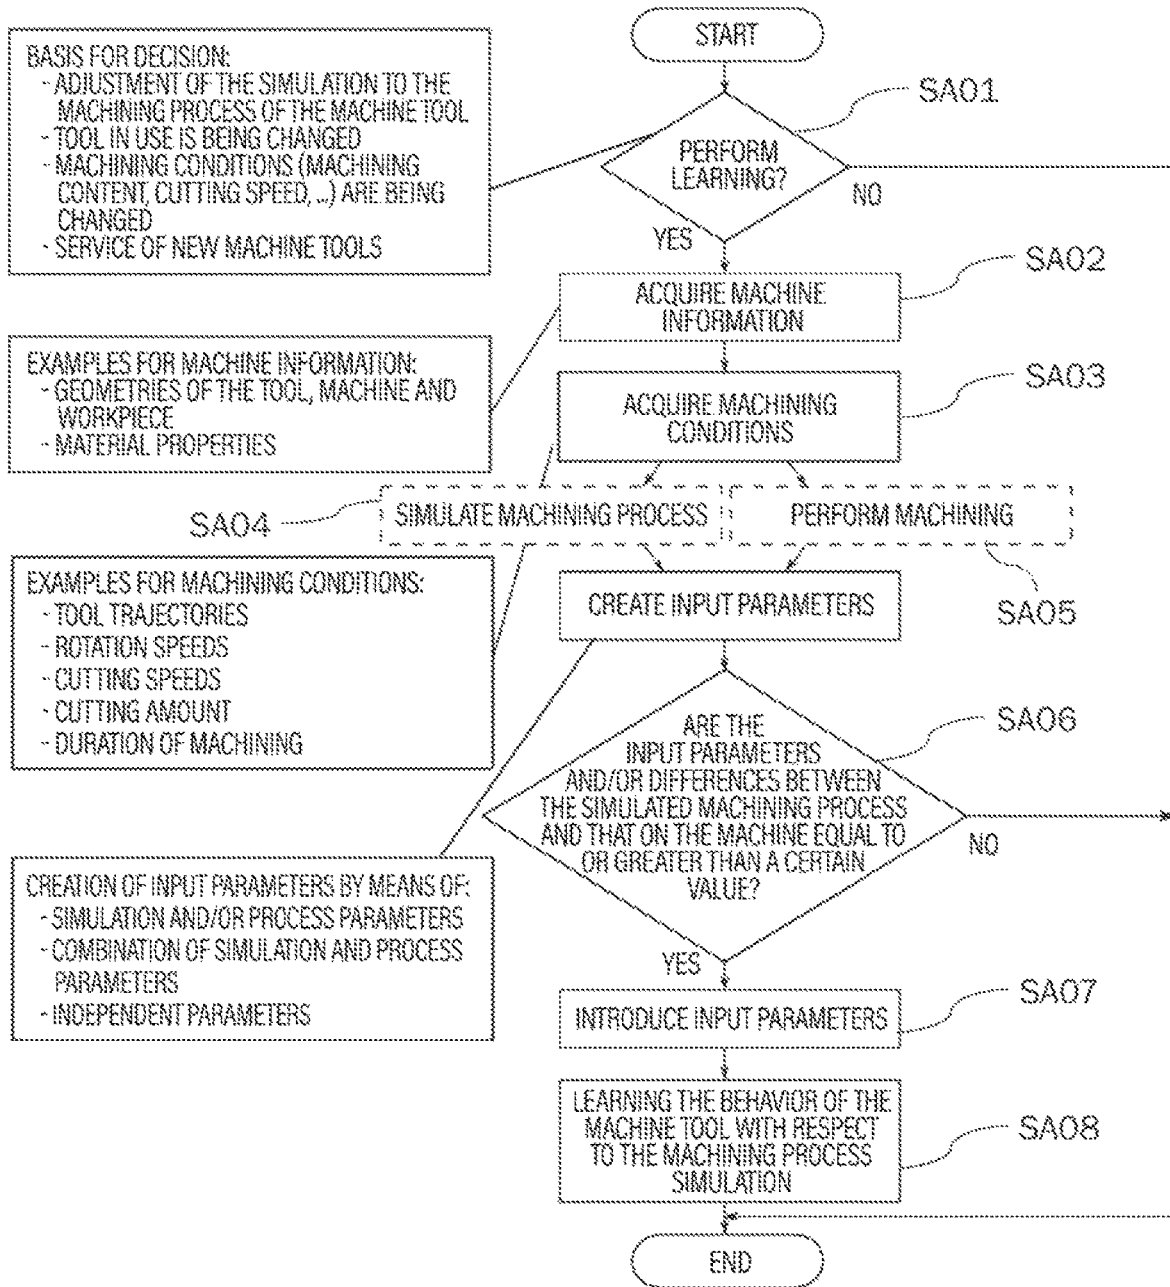 START
BASIS FOR DECISION:
- ADJUSTMENT OF THE SIMULATION TO THE
MACHINING PROCESS OF THE MACHINE TOOL
- TOOL IN USE IS BEING CHANGED
- MACHINING CONDITIONS (MACHINING
CONTENT, CUTTING SPEED, ...) ARE BEING
CHANGED
- SERVICE OF NEW MACHINE TOOLS
SA01
PERFORM
LEARNING?
NO
YES
SA02
ACQUIRE MACHINE
INFORMATION
EXAMPLES FOR MACHINE INFORMATION:
- GEOMETRIES OF THE TOOL, MACHINE AND
WORKPIECE
- MATERIAL PROPERTIES
SA03
ACQUIRE MACHINING
CONDITIONS
SA04
SIMULATE MACHINING PROCESS
PERFORM MACHINING
SA05
EXAMPLES FOR MACHINING CONDITIONS:
- TOOL TRAJECTORIES
- ROTATION SPEEDS
- CUTTING SPEEDS
- CUTTING AMOUNT
- DURATION OF MACHINING
CREATE INPUT PARAMETERS
SA06
ARE THE
INPUT PARAMETERS
AND/OR DIFFERENCES BETWEEN
THE SIMULATED MACHINING PROCESS
AND THAT ON THE MACHINE EQUAL TO
OR GREATER THAN A CERTAIN
VALUE?
NO
YES
CREATION OF INPUT PARAMETERS BY MEANS OF:
- SIMULATION AND/OR PROCESS PARAMETERS
- COMBINATION OF SIMULATION AND PROCESS
PARAMETERS
- INDEPENDENT PARAMETERS
SA07
INTRODUCE INPUT PARAMETERS
SA08
LEARNING THE BEHAVIOR OF THE
MACHINE TOOL WITH RESPECT
TO THE MACHINING PROCESS
SIMULATION
END